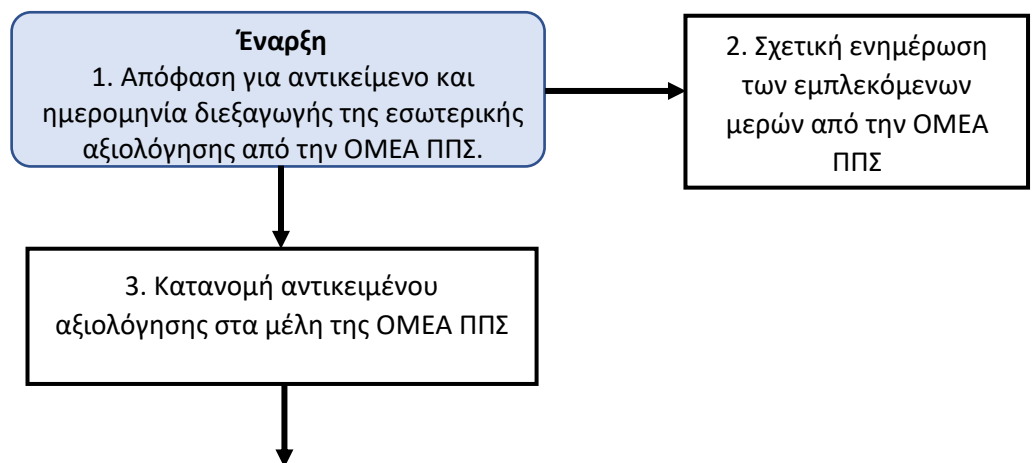 Έναρξη
1. Απόφαση για αντικείμενο και
ημερομηνία διεξαγωγής της εσωτερικής
αξιολόγησης από την ΟΜΕΑ ΠΠΣ.
2. Σχετική ενημέρωση
των εμπλεκόμενων
μερών από την ΟΜΕΑ
ΠΠΣ
3. Κατανομή αντικειμένου
αξιολόγησης στα μέλη της ΟΜΕΑ ΠΠΣ